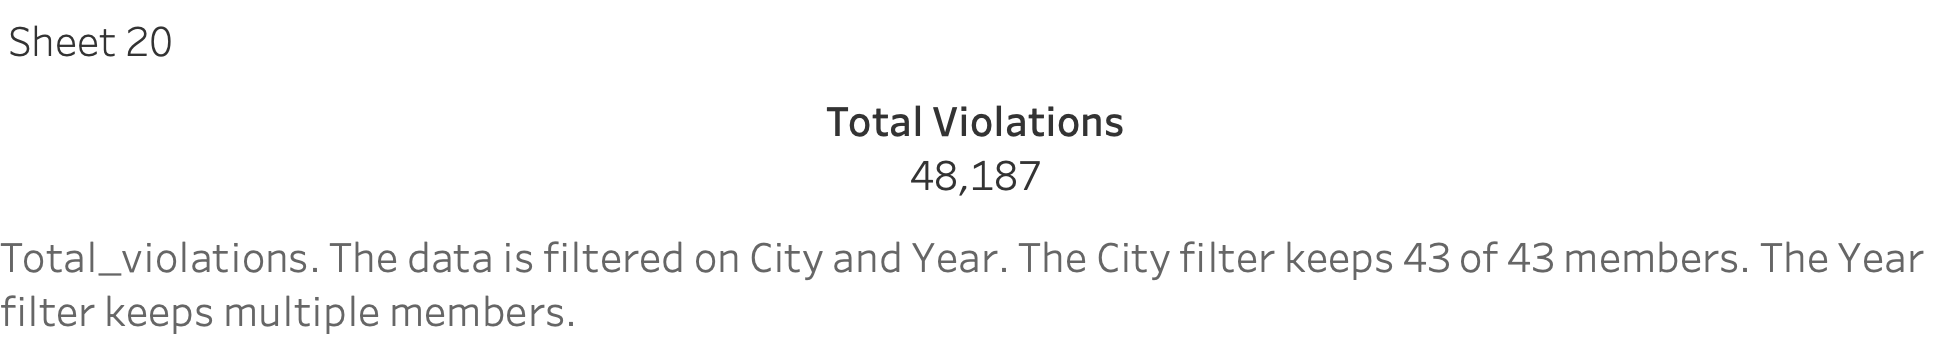 Sheet 20
Total Violations
48,187
Total_violations. The data is filtered on City and Year. The City filter keeps 43 of 43 members. The Year
filter keeps multiple members.